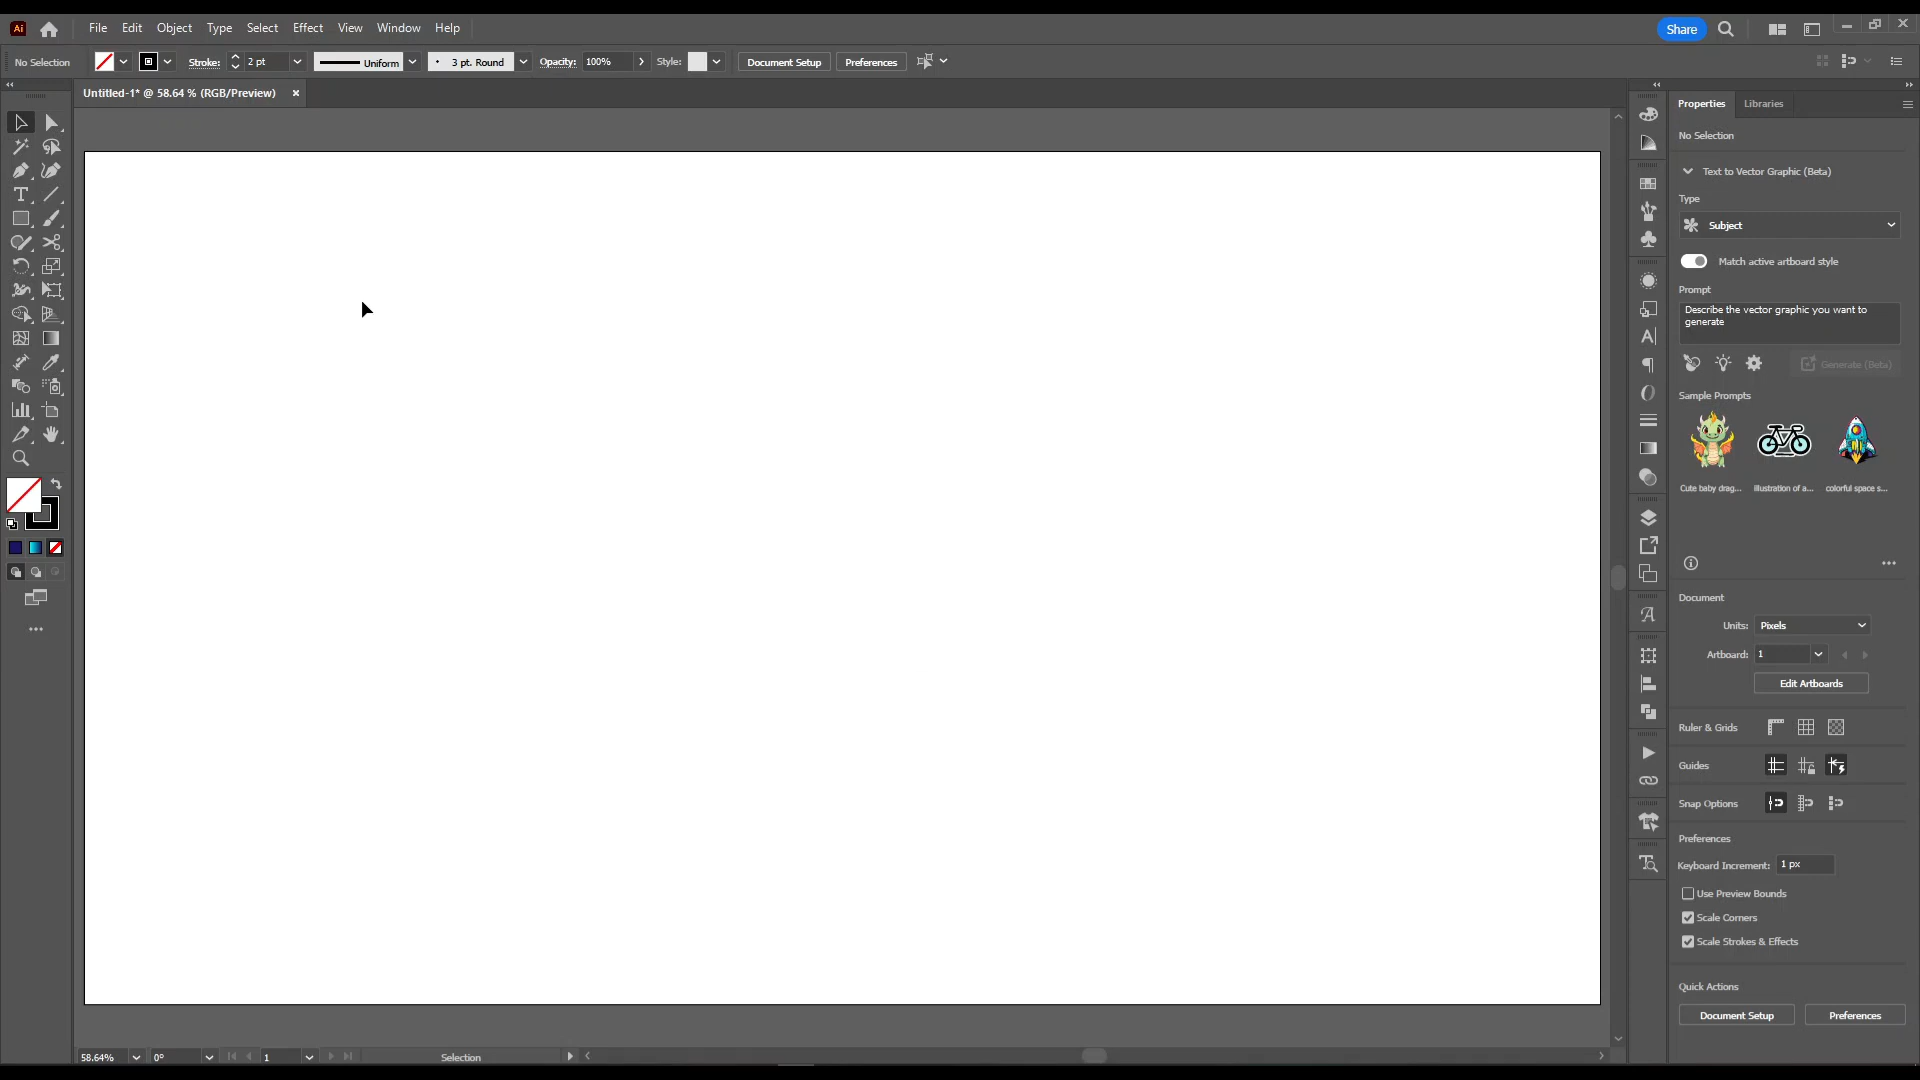 Ai
File Edit Object Type Select Effect View Window Help
Share
No Selection
Stroke: 2 pt
Uniform
3 pt. Round
Opacity: 100%
Style:
Document Setup
Preferences
Untitled-1* @ 58.64 % (RGB/Preview)
Properties
Libraries
No Selection
Text to Vector Graphic (Beta)
Type
Subject
Match active artboard style
Prompt
Describe the vector graphic you want to
generate
Generate (Beta)
Sample Prompts
Cute baby drag...
Illustration of a...
colorful space s...
Document
Units: Pixels
Artboard: 1
Edit Artboards
Ruler & Grids
Guides
Snap Options
Preferences
Keyboard Increment: 1 px
Use Preview Bounds
Scale Corners
Scale Strokes & Effects
Quick Actions
Document Setup
Preferences
58.64%
0°
1
Selection